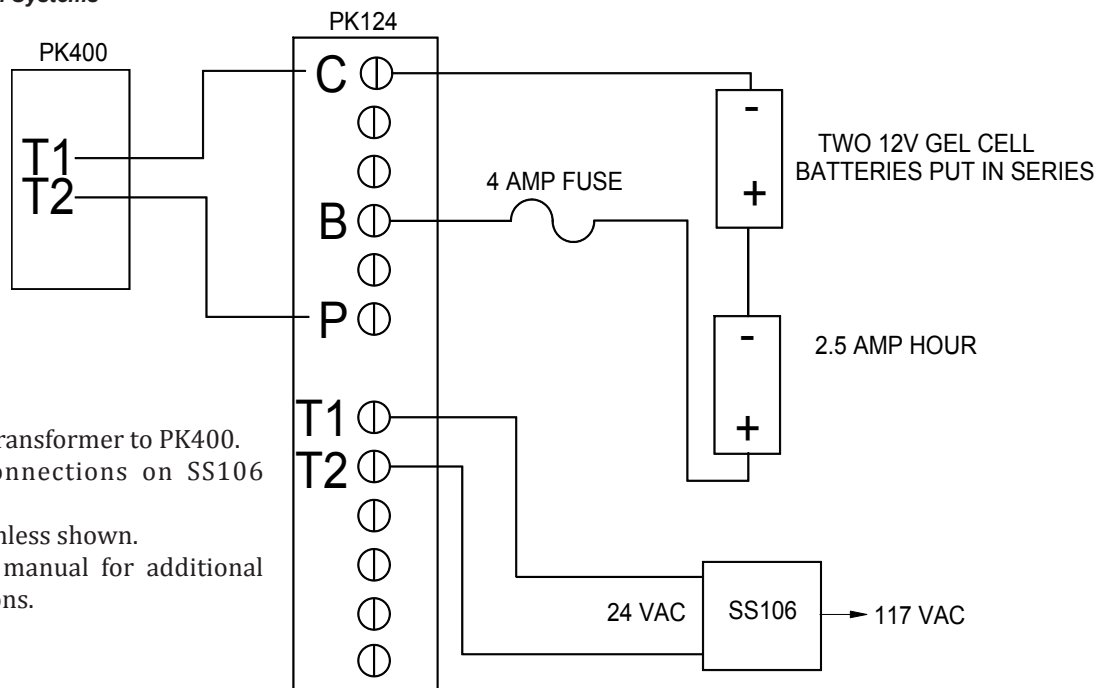 Systems
PK124
PK400
C
T1
T2
B
P
4 AMP FUSE
-
+
TWO 12V GEL CELL
BATTERIES PUT IN SERIES
-
+
2.5 AMP HOUR
T1
T2
24 VAC
SS106
117 VAC
ransformer to PK400.
onnections on SS106
nless shown.
manual for additional
ons.